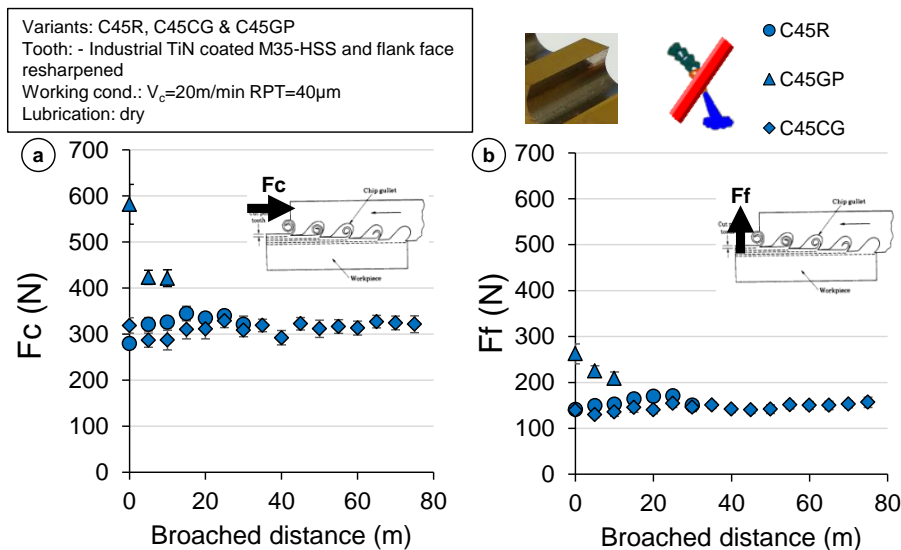 Variants: C45R, C45CG & C45GP
Tooth: - Industrial TiN coated M35-HSS and flank face
resharpened
Working cond.: Vc=20m/min RPT=40µm
Lubrication: dry
C45R
C45GP
C45CG
a
700
600
500
400
300
200
100
0
Fc (N)
0 20 40 60 80
Broached distance (m)
Fc
Chip gullet
tooth
Workpiece
b
700
600
500
400
300
200
100
0
Ff (N)
0 20 40 60 80
Broached distance (m)
Ff
Chip gullet
Cut
tooth
Workpiece